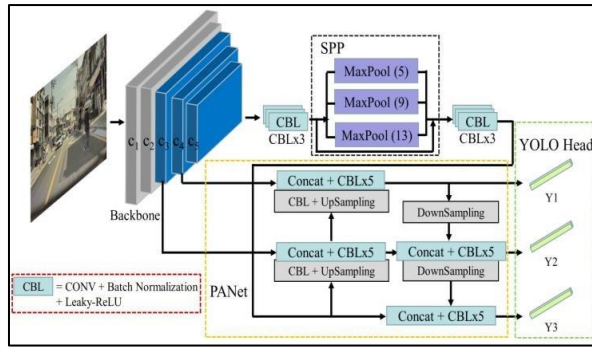 SPP
MaxPool (5)
MaxPool (9)
MaxPool (13)
CBL
CBLx3
CBL
CBLx3
c1
c2
c3
c4
c5
Backbone
YOLO Head
Concat + CBLx5
CBL + UpSampling
DownSampling
Y1
Concat + CBLx5
CBL + UpSampling
Concat + CBLx5
DownSampling
Y2
PANet
Concat + CBLx5
Y3
CBL = CONV + Batch Normalization
+ Leaky-ReLU